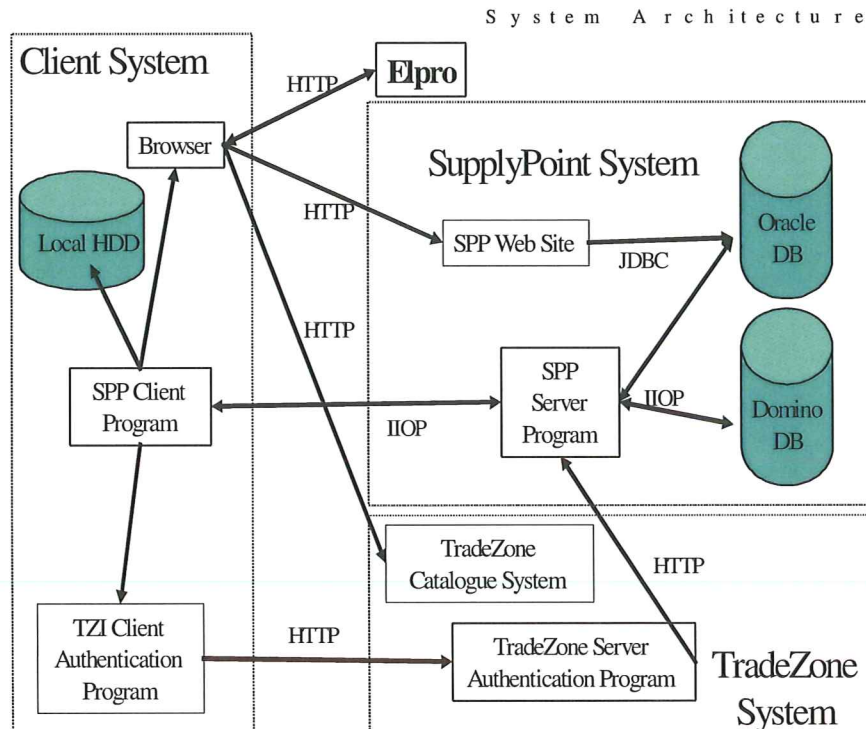 System Architecture
Client System
HTTP
Elpro
Browser
SupplyPoint System
Local HDD
HTTP
SPP Web Site
JDBC
Oracle
DB
HTTP
SPP Client
Program
IIOP
SPP
Server
Program
IIOP
Domino
DB
TradeZone
Catalogue System
HTTP
TZI Client
Authentication
Program
HTTP
TradeZone Server
Authentication Program
TradeZone
System